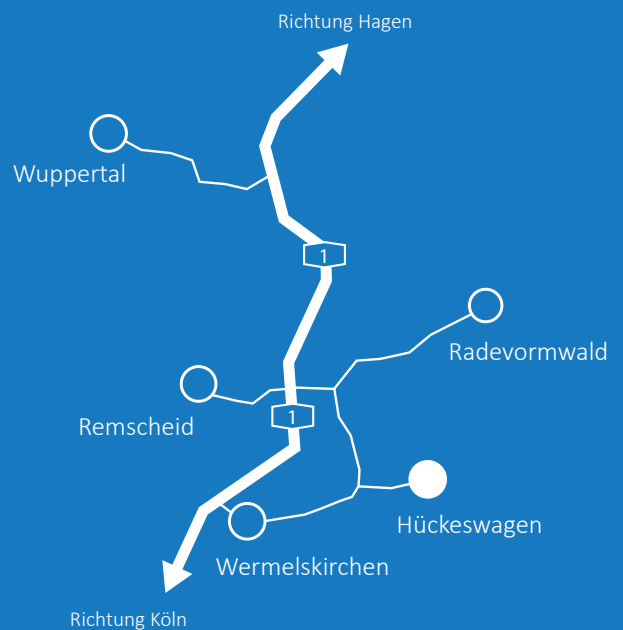 Richtung Hagen
Wuppertal
1
Radevormwald
Remscheid
1
Hückeswagen
Wermelskirchen
Richtung Köln